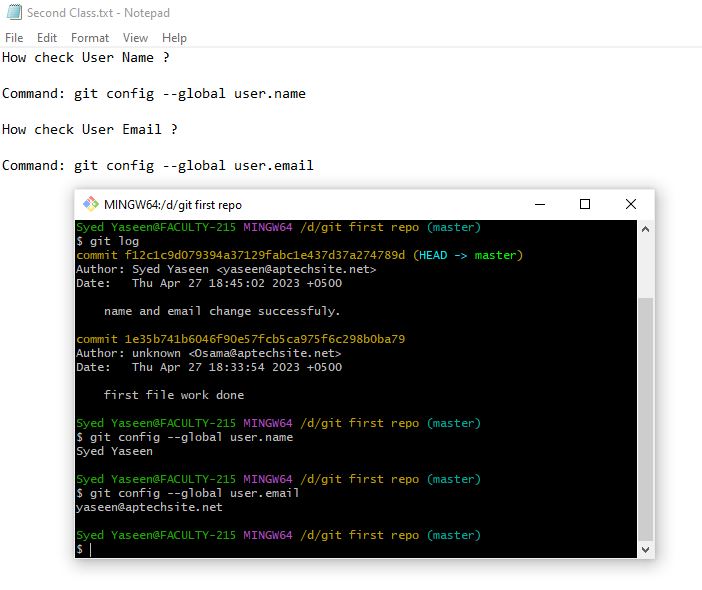 Second Class.txt - Notepad
File Edit Format View Help
How check User Name ?
Command: git config --global user.name
How check User Email ?
Command: git config --global user.email
MINGW64:/d/git first repo
Syed Yaseen@FACULTY-215 MINGW64 /d/git first repo (master)
$ git log
commit f12c1c9d079394a37129fabc1e437d37a274789d (HEAD -> master)
Author: Syed Yaseen <yaseen@aptechsite.net>
Date:   Thu Apr 27 18:45:02 2023 +0500
name and email change successfuly.
commit 1e35b741b6046f90e57fcb5ca975f6c298b0ba79
Author: unknown <Osama@aptechsite.net>
Date:   Thu Apr 27 18:33:54 2023 +0500
first file work done
Syed Yaseen@FACULTY-215 MINGW64 /d/git first repo (master)
$ git config --global user.name
Syed Yaseen
Syed Yaseen@FACULTY-215 MINGW64 /d/git first repo (master)
$ git config --global user.email
yaseen@aptechsite.net
Syed Yaseen@FACULTY-215 MINGW64 /d/git first repo (master)
$